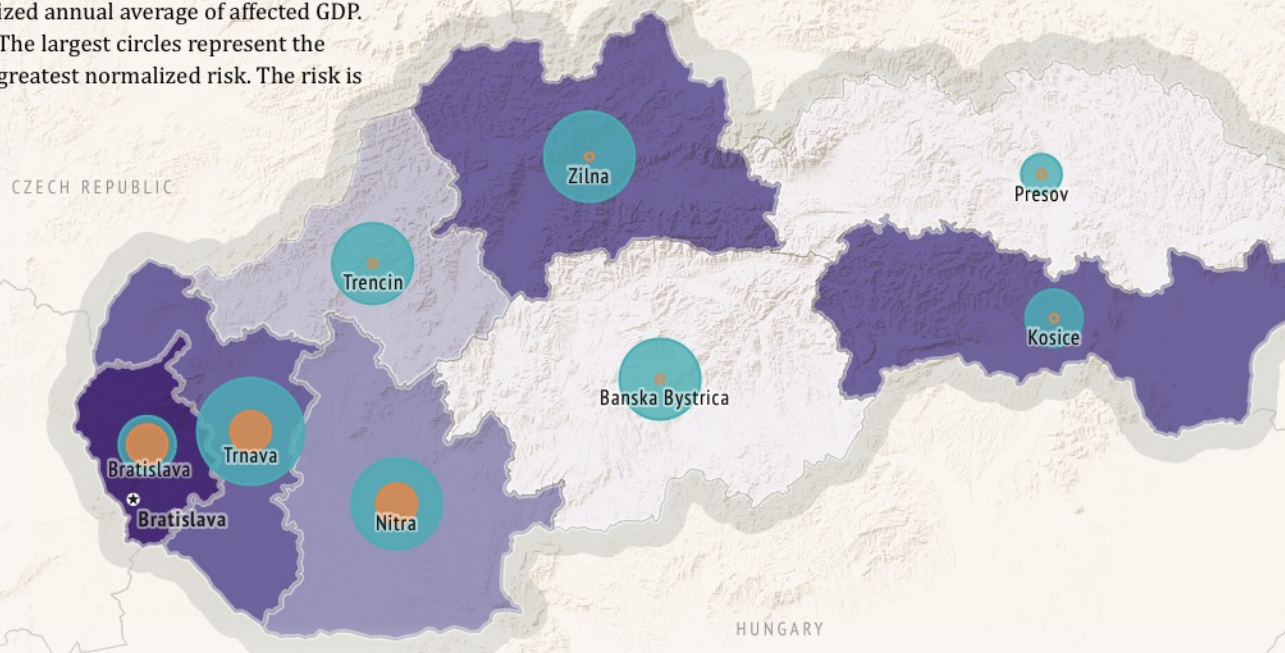 ized annual average of affected GDP.
The largest circles represent the
greatest normalized risk. The risk is
CZECH REPUBLIC
Zilna
Presov
Trencin
Kosice
Banska Bystrica
Trnava
Bratislava
Nitra
Bratislava
HUNGARY